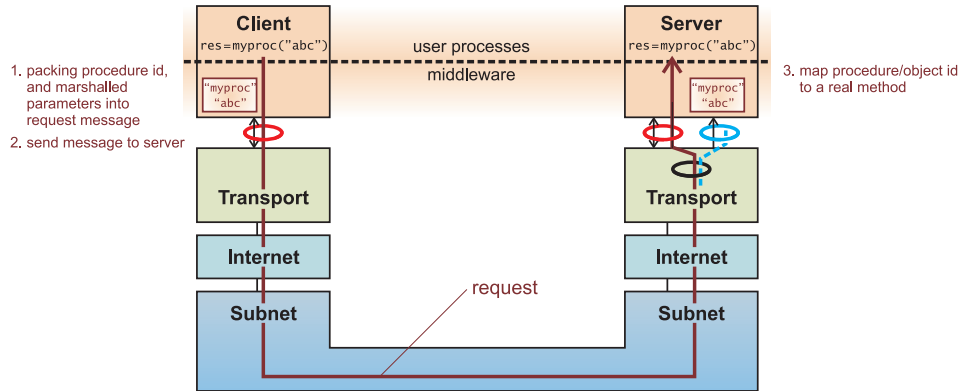 Client
res=myproc("abc")
user processes
middleware
Server
res=myproc("abc")
1. packing procedure id,
and marshalled
parameters into
request message
2. send message to server
"myproc"
"abc"
"myproc"
"abc"
3. map procedure/object id
to a real method
Transport
Transport
Internet
Internet
request
Subnet
Subnet